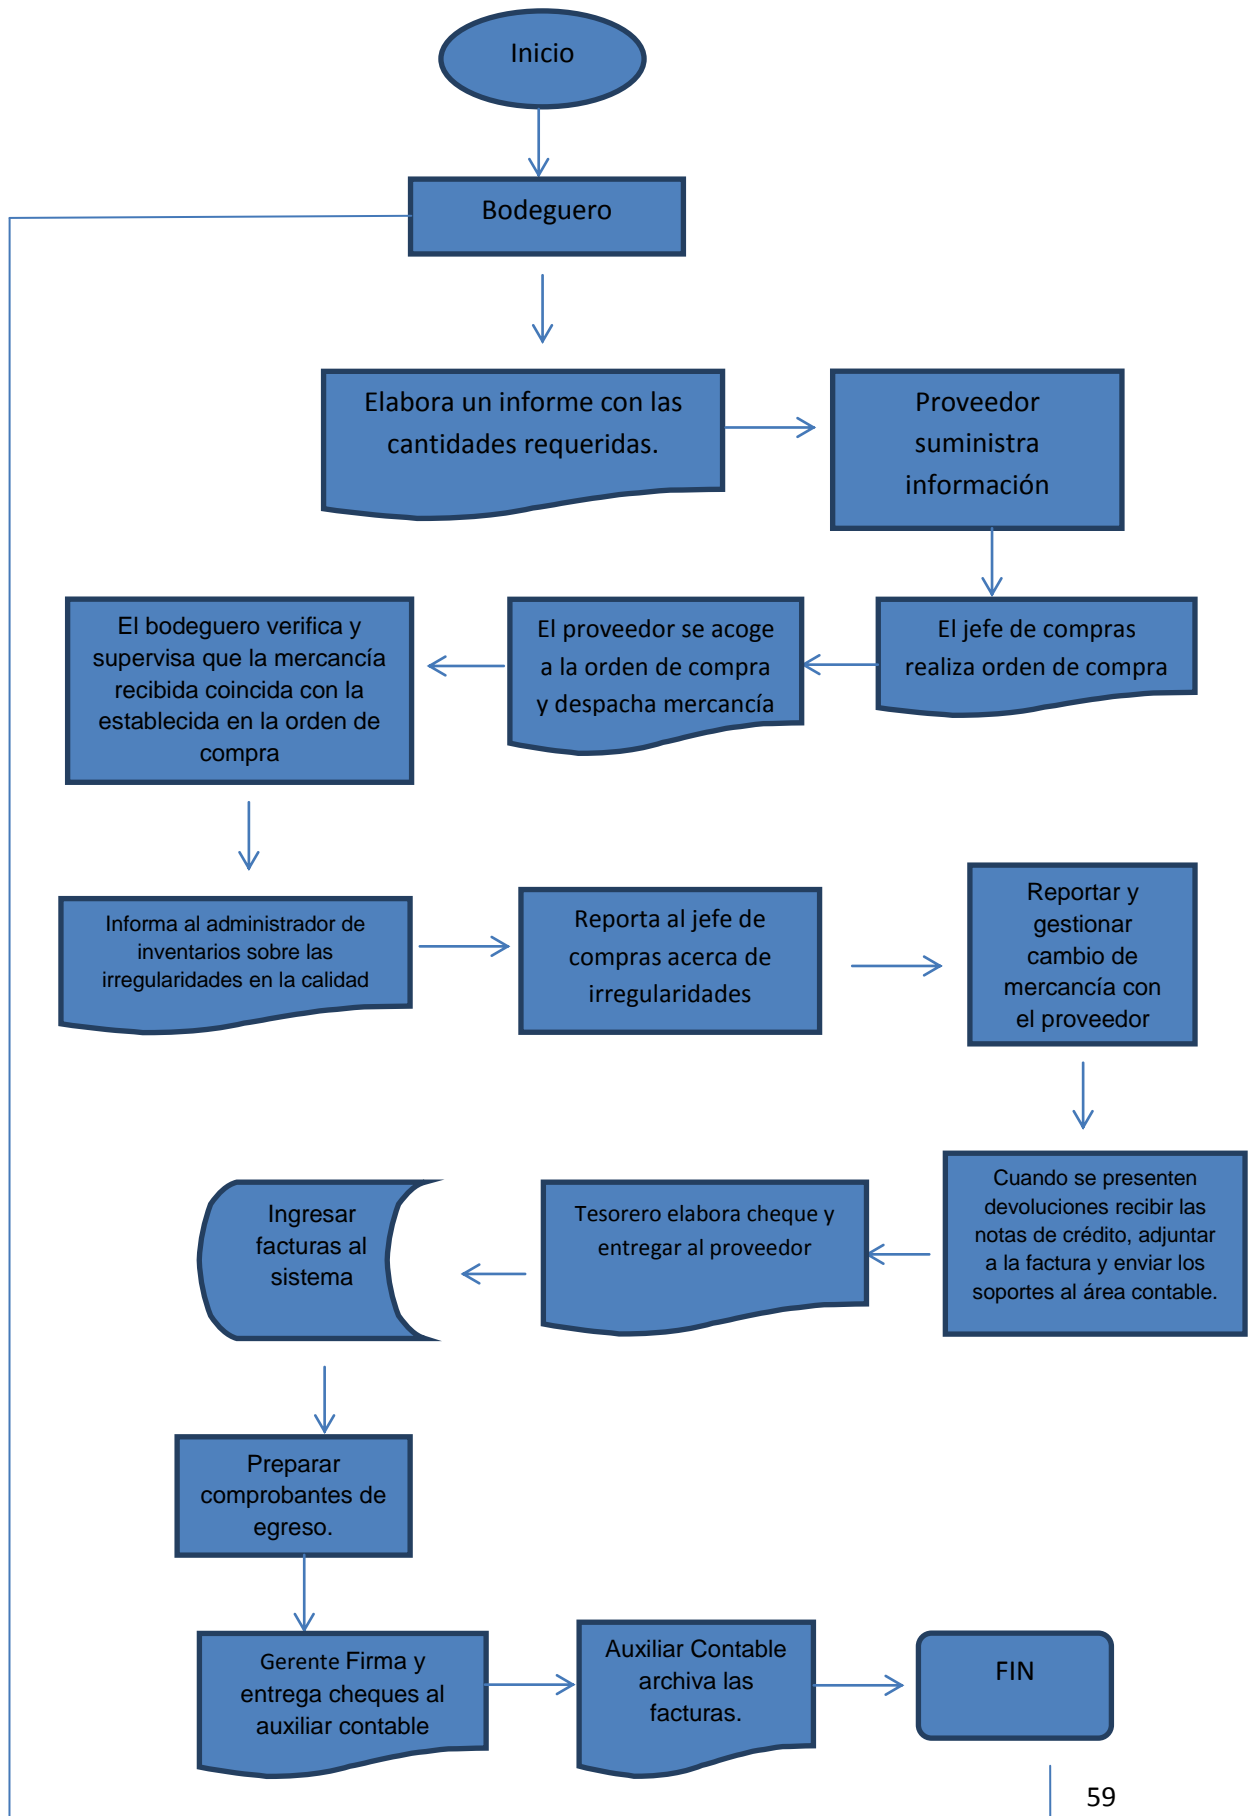 Inicio
Bodeguero
Elabora un informe con las
cantidades requeridas.
Proveedor
suministra
información
El jefe de compras
realiza orden de compra
El proveedor se acoge
a la orden de compra
y despacha mercancía
El bodeguero verifica y
supervisa que la mercancía
recibida coincida con la
establecida en la orden de
compra
Informa al administrador de
inventarios sobre las
irregularidades en la calidad
Reporta al jefe de
compras acerca de
irregularidades
Reportar y
gestionar
cambio de
mercancía con
el proveedor
Cuando se presenten
devoluciones recibir las
notas de crédito, adjuntar
a la factura y enviar los
soportes al área contable.
Tesorero elabora cheque y
entregar al proveedor
Ingresar
facturas al
sistema
Preparar
comprobantes de
egreso.
Gerente Firma y
entrega cheques al
auxiliar contable
Auxiliar Contable
archiva las
facturas.
FIN
59